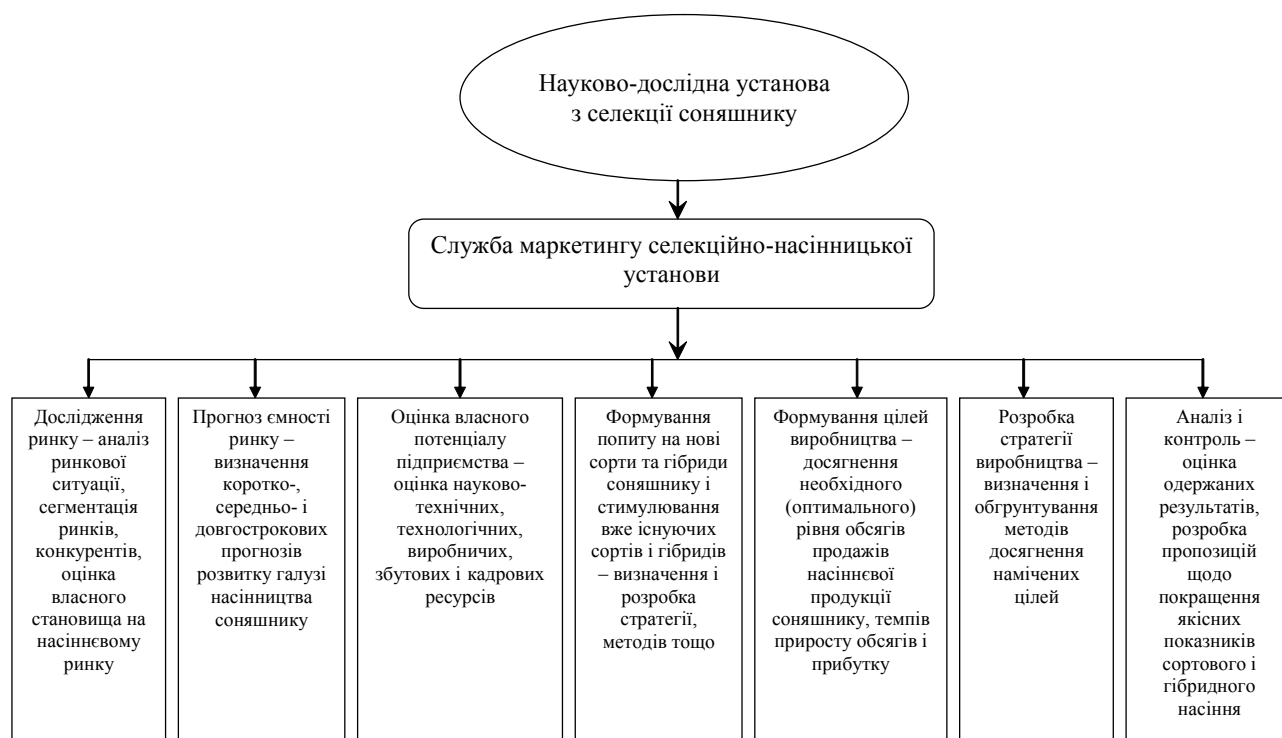 Науково-дослідна установа
з селекції соняшнику
Служба маркетингу селекційно-насінницької
установи
Дослідження
ринку – аналіз
ринкової
ситуації,
сегментація
ринків,
конкурентів,
оцінка
власного
становища на
насіннєвому
ринку
Прогноз ємності
ринку –
визначення
коротко-,
середньо- і
довгострокових
прогнозів
розвитку галузі
насінництва
соняшнику
Оцінка власного
потенціалу
підприємства –
оцінка науково-
технічних,
технологічних,
виробничих,
збутових і кадрових
ресурсів
Формування
попиту на нові
сорти та гібриди
соняшнику і
стимулювання
вже існуючих
сортів і гібридів
– визначення і
розробка
стратегії,
методів тощо
Формування цілей
виробництва –
досягнення
необхідного
(оптимального)
рівня обсягів
продажів
насіннєвої
продукції
соняшнику, темпів
приросту обсягів і
прибутку
Розробка
стратегії
виробництва –
визначення і
обгрунтування
методів
досягнення
намічених
цілей
Аналіз і
контроль –
оцінка
одержаних
результатів,
розробка
пропозицій
щодо
покращення
якісних
показників
сортового і
гібридного
насіння